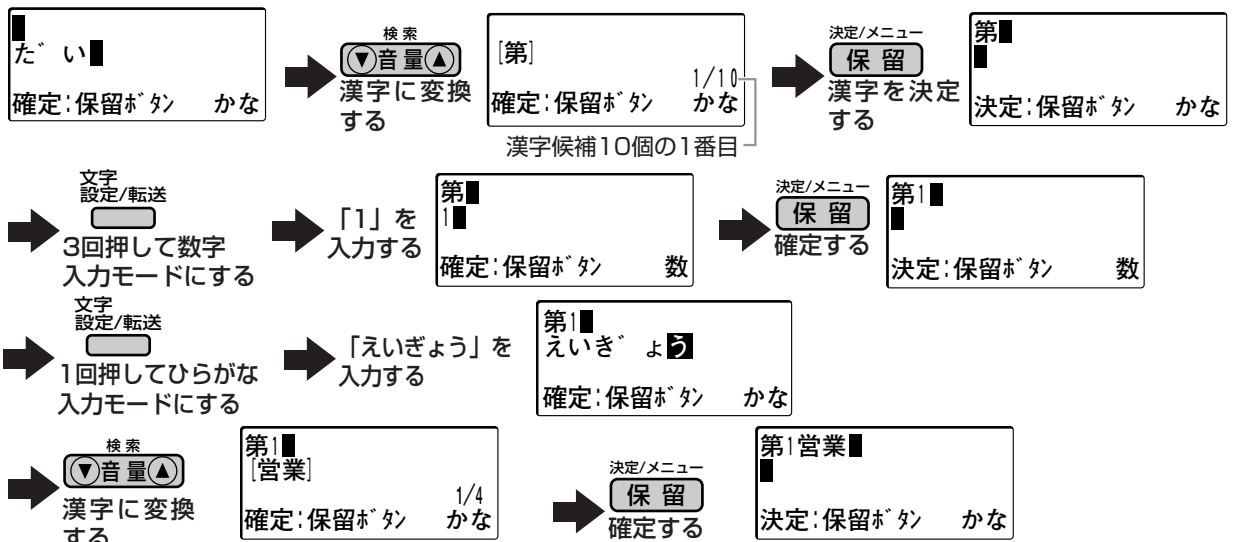 だい
確定:保留ボタン かな
検索
▼音量▲
漢字に変換
する
[第]
1/10
確定:保留ボタン かな
漢字候補10個の1番目
決定/メニュー
保留
漢字を決定
する
第
決定:保留ボタン かな
文字
設定/転送
3回押して数字
入力モードにする
「1」を
入力する
第
1
確定:保留ボタン 数
決定/メニュー
保留
確定する
第1
決定:保留ボタン 数
文字
設定/転送
1回押してひらがな
入力モードにする
「えいぎょう」を
入力する
第1
えいぎょう
確定:保留ボタン かな
検索
▼音量▲
漢字に変換
する
第1
[営業]
1/4
確定:保留ボタン かな
決定/メニュー
保留
確定する
第1営業
決定:保留ボタン かな